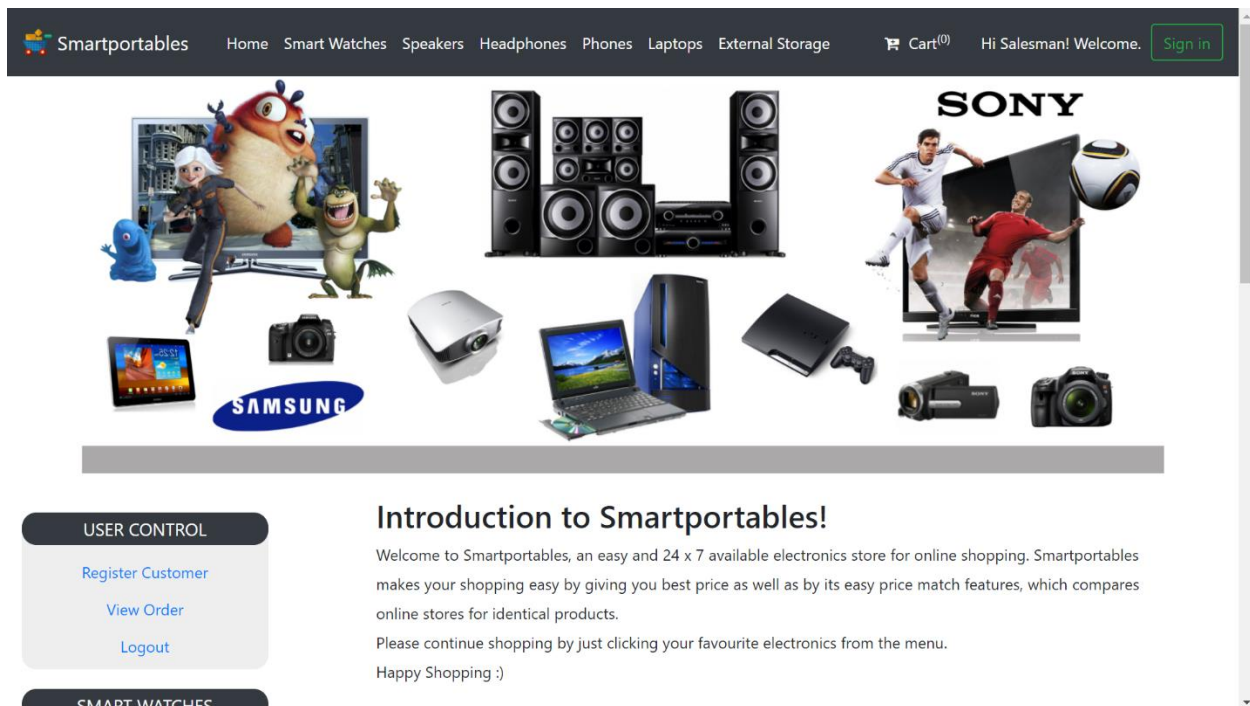 Smartportables Home Smart Watches Speakers Headphones Phones Laptops External Storage Cart(0) Hi Salesman! Welcome. Sign in
SONY
SAMSUNG
SONY
USER CONTROL
Register Customer
View Order
Logout
SMART WATCHES
Introduction to Smartportables!
Welcome to Smartportables, an easy and 24 x 7 available electronics store for online shopping. Smartportables
makes your shopping easy by giving you best price as well as by its easy price match features, which compares
online stores for identical products.
Please continue shopping by just clicking your favourite electronics from the menu.
Happy Shopping :)